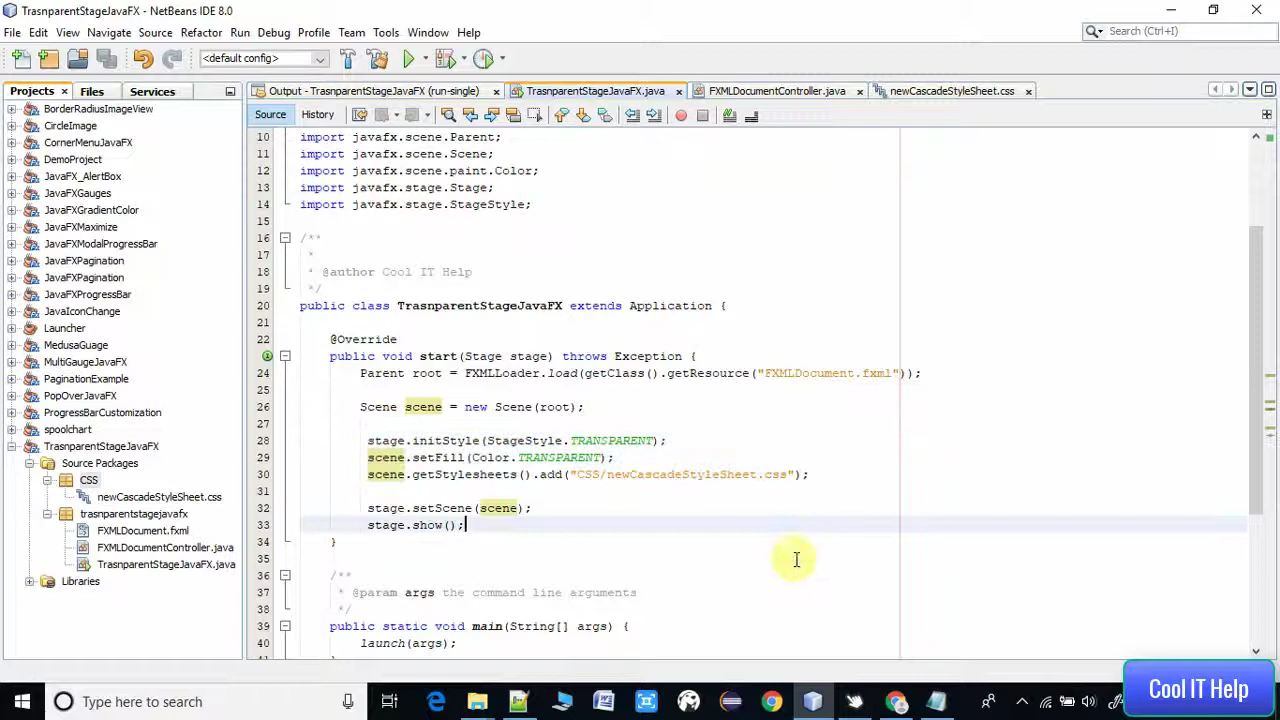 TrasnparentStageJavaFX - NetBeans IDE 8.0
File Edit View Navigate Source Refactor Run Debug Profile Team Tools Window Help
Search (Ctrl+I)
<default config>
Projects Files Services
Output - TrasnparentStageJavaFX (run-single) TrasnparentStageJavaFX.java FXMLDocumentController.java newCascadeStyleSheet.css
Source History
BorderRadiusImageView
CircleImage
CornerMenuJavaFX
DemoProject
JavaFX_AlertBox
JavaFXGauges
JavaFXGradientColor
JavaFXMaximize
JavaFXModalProgressBar
JavaFXPagination
JavaFXPagination
JavaFXProgressBar
JavaIconChange
Launcher
MedusaGuage
MultiGaugeJavaFX
PaginationExample
PopOverJavaFX
ProgressBarCustomization
spoolchart
TrasnparentStageJavaFX
Source Packages
CSS
newCascadeStyleSheet.css
trasnparentstagejavafx
FXMLDocument.fxml
FXMLDocumentController.java
TrasnparentStageJavaFX.java
Libraries
10 import javafx.scene.Parent;
11 import javafx.scene.Scene;
12 import javafx.scene.paint.Color;
13 import javafx.stage.Stage;
14 import javafx.stage.StageStyle;
15
16 /**
17 *
18 * @author Cool IT Help
19 */
20 public class TrasnparentStageJavaFX extends Application {
21
22 @Override
public void start(Stage stage) throws Exception {
24 Parent root = FXMLLoader.load(getClass().getResource("FXMLDocument.fxml"));
25
26 Scene scene = new Scene(root);
27
28 stage.initStyle(StageStyle.TRANSPARENT);
29 scene.setFill(Color.TRANSPARENT);
30 scene.getStylesheets().add("CSS/newCascadeStyleSheet.css");
31
32 stage.setScene(scene);
33 stage.show();
34 }
35
36 /**
37 * @param args the command line arguments
38 */
39 public static void main(String[] args) {
40 launch(args);
Cool IT Help
Type here to search